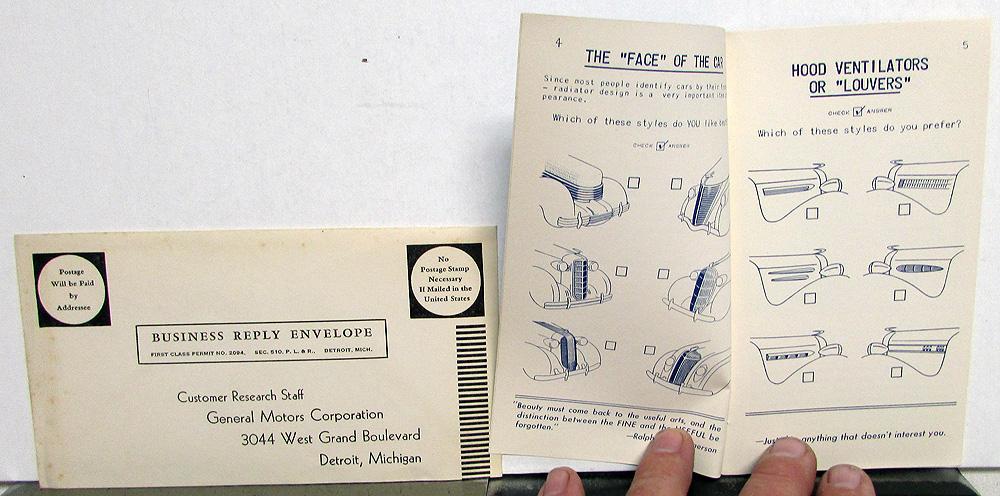 Postage
Will be Paid
by
Addressee
No
Postage Stamp
Necessary
If Mailed in the
United States
BUSINESS REPLY ENVELOPE
FIRST CLASS PERMIT NO. 2094. SEC. 510, P. L. & R., DETROIT, MICH.
Customer Research Staff
General Motors Corporation
3044 West Grand Boulevard
Detroit, Michigan
4
THE "FACE" OF THE CAR
Since most people identify cars by their
— radiator design is a very important
pearance.
Which of these styles do YOU like
CHECK ANSWER
"Beauty must come back to the useful arts, and the
distinction between the FINE and the USEFUL be
forgotten."
—Ralph
5
HOOD VENTILATORS
OR "LOUVERS"
CHECK ANSWER
Which of these styles do you prefer?
anything that doesn't interest you.